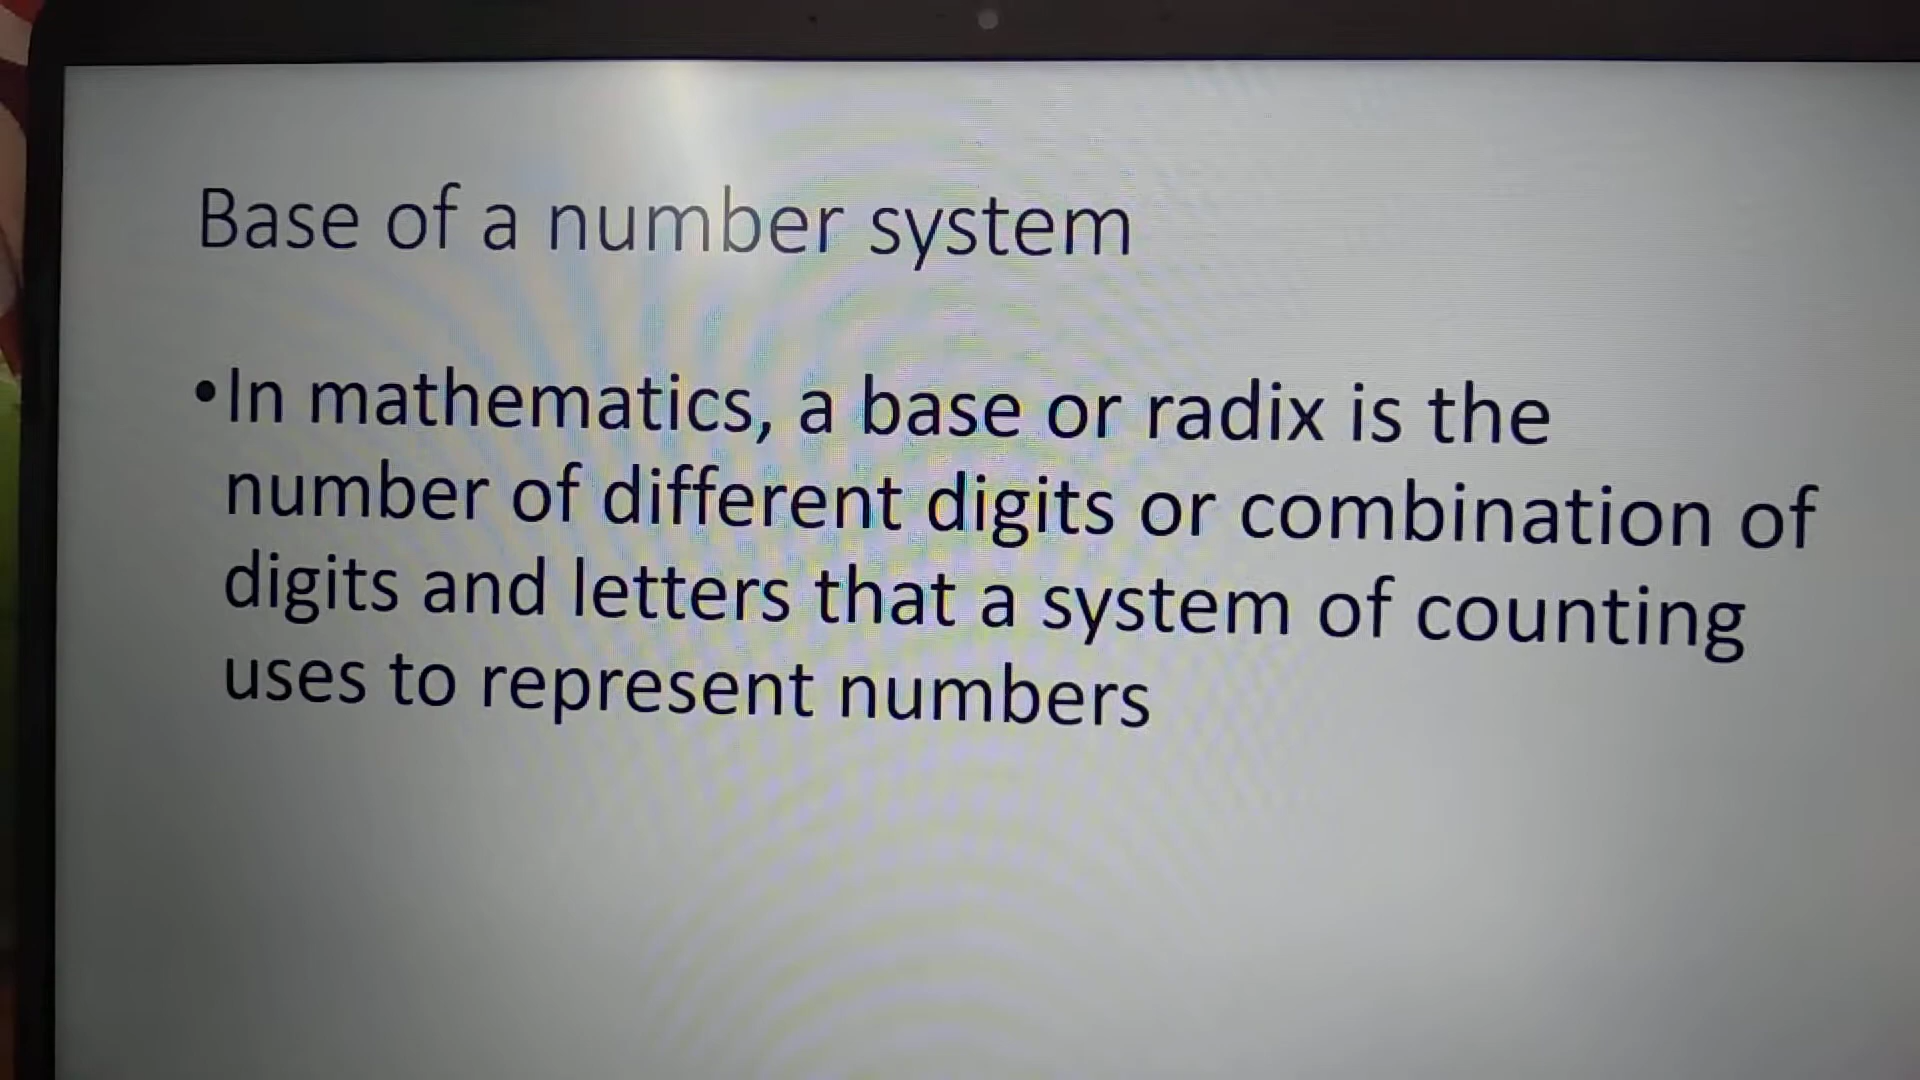 Base of a number system
•In mathematics, a base or radix is the
number of different digits or combination of
digits and letters that a system of counting
uses to represent numbers